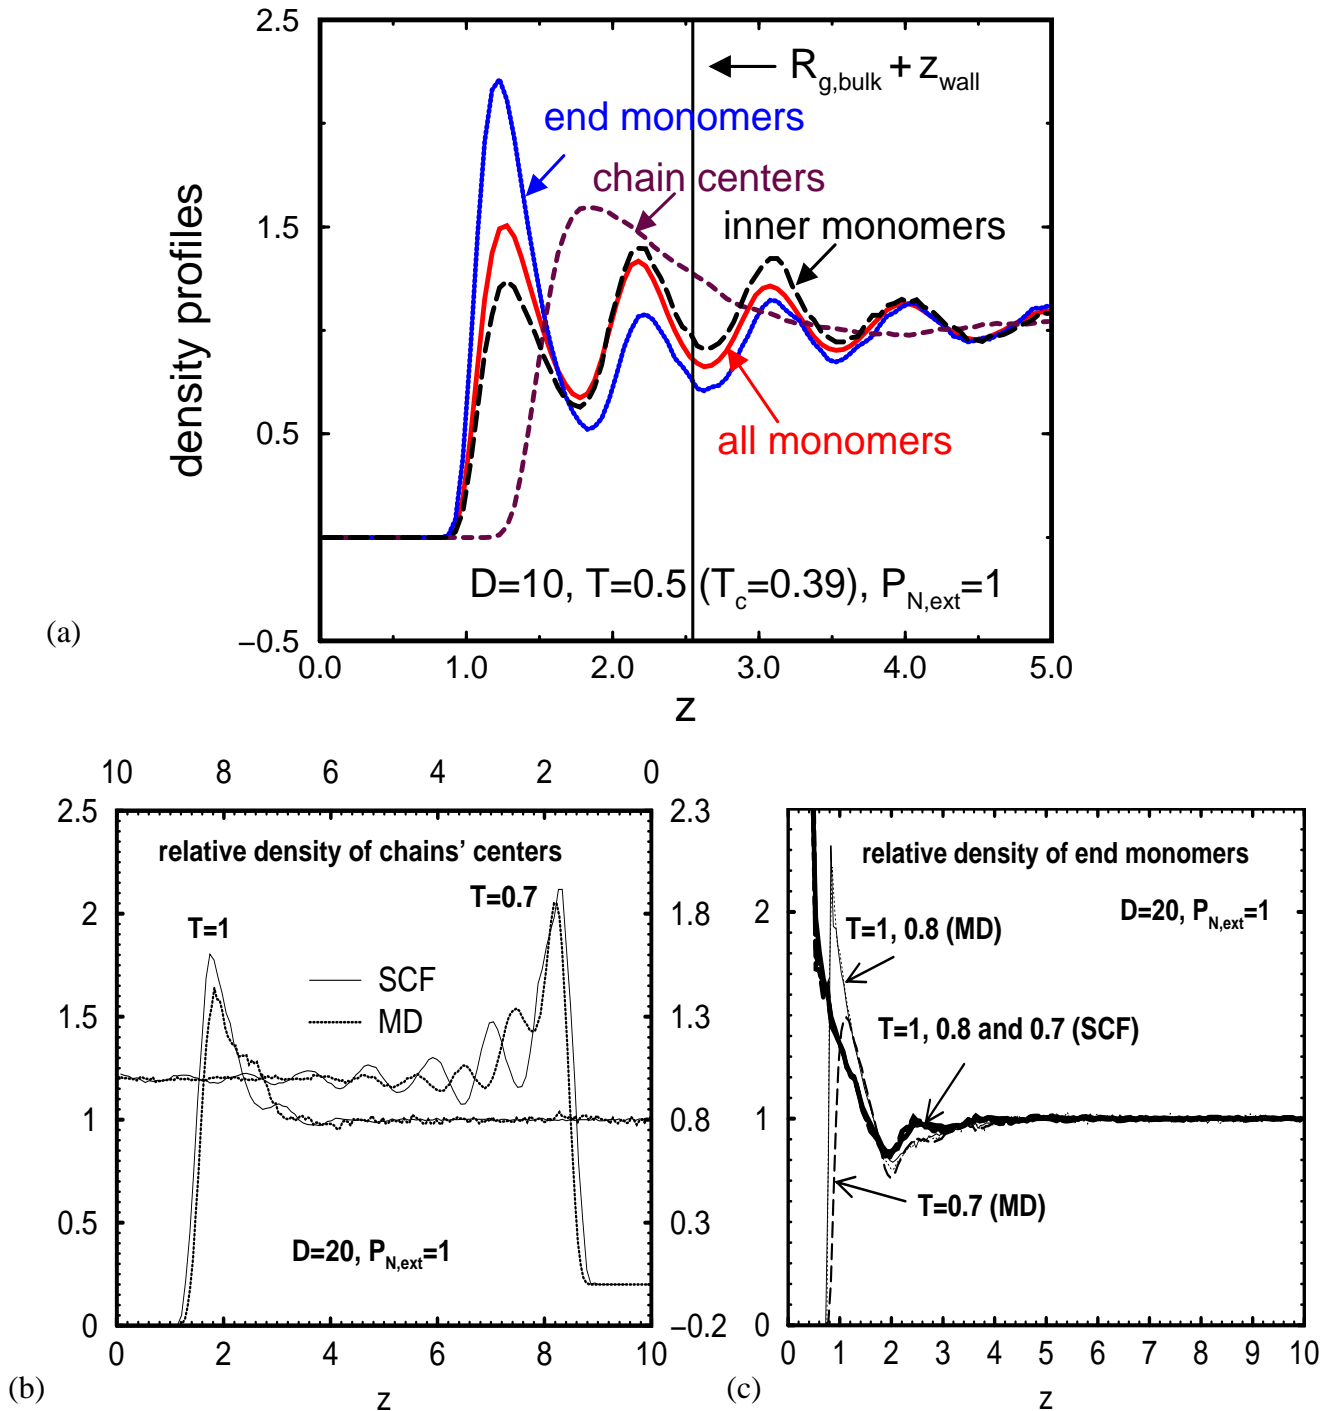 2.5
R_g,bulk + z_wall
end monomers
chain centers
inner monomers
1.5
density profiles
0.5
all monomers
D=10, T=0.5 (T_c=0.39), P_N,ext=1
(a)
−0.5
0.0 1.0 2.0 3.0 4.0 5.0
z
10 8 6 4 2 0
2.5 2.3
relative density of chains' centers
T=0.7
2 1.8
T=1
SCF
MD
1.5 1.3
1 0.8
0.5 0.3
D=20, P_N,ext=1
0 −0.2
0 2 4 6 8 10
(b)
z
relative density of end monomers
D=20, P_N,ext=1
2
T=1, 0.8 (MD)
T=1, 0.8 and 0.7 (SCF)
1
T=0.7 (MD)
0
0 1 2 3 4 5 6 7 8 9 10
(c)
z